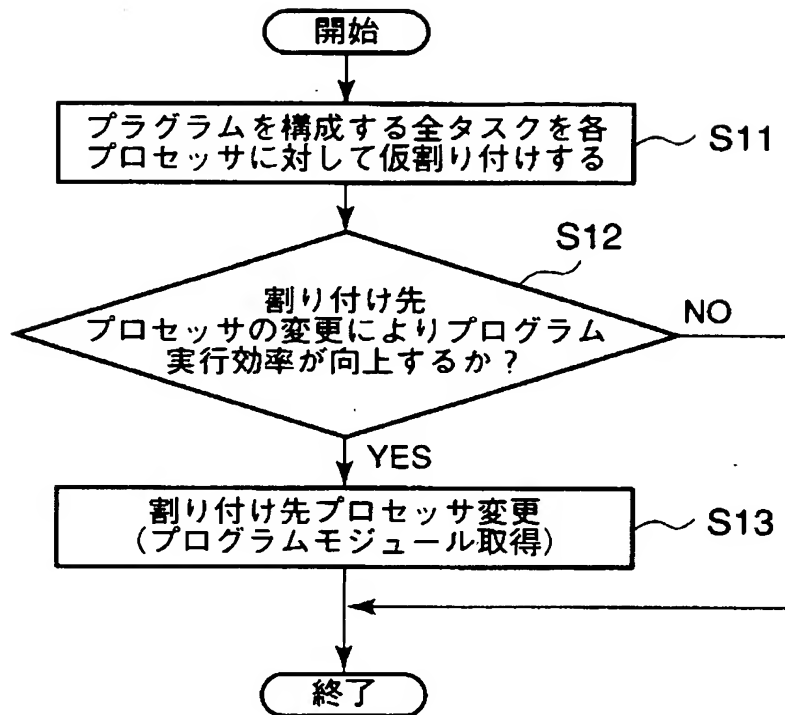 開始
プラグラムを構成する全タスクを各
プロセッサに対して仮割り付けする
S11
S12
割り付け先
プロセッサの変更によりプログラム
実行効率が向上するか？
NO
YES
割り付け先プロセッサ変更
(プログラムモジュール取得)
S13
終了